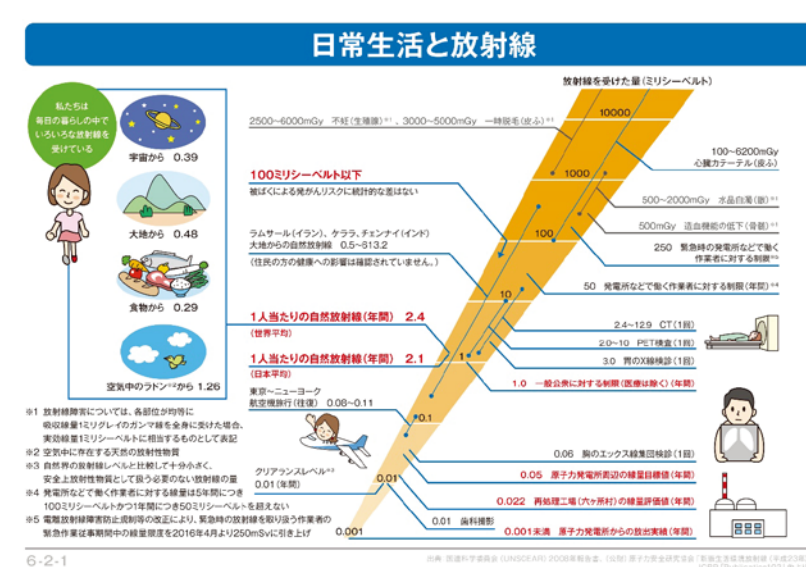 日常生活と放射線
放射線を受けた量(ミリシーベルト)
私たちは
毎日の暮らしの中で
いろいろな放射線を
受けている
宇宙から 0.39
大地から 0.48
食物から 0.29
空気中のラドン※2から 1.26
2500~6000mGy 不妊(生殖腺)※1 , 3000~5000mGy 一時脱毛(皮ふ)※1
100ミリシーベルト以下
被ばくによる発がんリスクに統計的な差はない
ラムサール(イラン)、ケララ、チェンナイ(インド)
大地からの自然放射線 0.5~613.2
(住民の方の健康への影響は確認されていません。)
1人当たりの自然放射線(年間) 2.4
(世界平均)
1人当たりの自然放射線(年間) 2.1
(日本平均)
東京~ニューヨーク
航空機旅行(往復) 0.08~0.11
クリアランスレベル※3
0.01(年間)
10000
1000
100
10
1
0.1
0.01
0.001
100~6200mGy
心臓カテーテル(皮ふ)
500~2000mGy 水晶白濁(眼)※1
500mGy 造血機能の低下(骨髄)※1
250 緊急時の発電所などで働く
作業者に対する制限※5
50 発電所などで働く作業者に対する制限(年間)※4
2.4~12.9 CT(1回)
2.0~10 PET検査(1回)
3.0 胃のX線検診(1回)
1.0 一般公衆に対する制限(医療は除く)(年間)
0.06 胸のエックス線集団検診(1回)
0.05 原子力発電所周辺の線量目標値(年間)
0.022 再処理工場(六ヶ所村)の線量評価値(年間)
0.01 歯科撮影
0.001未満 原子力発電所からの放出実績(年間)
※1 放射線障害については、各部位が均等に
吸収線量1ミリグレイのガンマ線を全身に受けた場合、
実効線量1ミリシーベルトに相当するものとして表記
※2 空気中に存在する天然の放射性物質
※3 自然界の放射線レベルと比較して十分小さく、
安全上放射性物質として扱う必要のない放射線の量
※4 発電所などで働く作業者に対する線量は5年間につき
100ミリシーベルトかつ1年間につき50ミリシーベルトを超えない
※5 電離放射線障害防止規則等の改正により、緊急時の放射線を取り扱う作業者の
緊急作業従事期間中の線量限度を2016年4月より250mSvに引き上げ
6-2-1